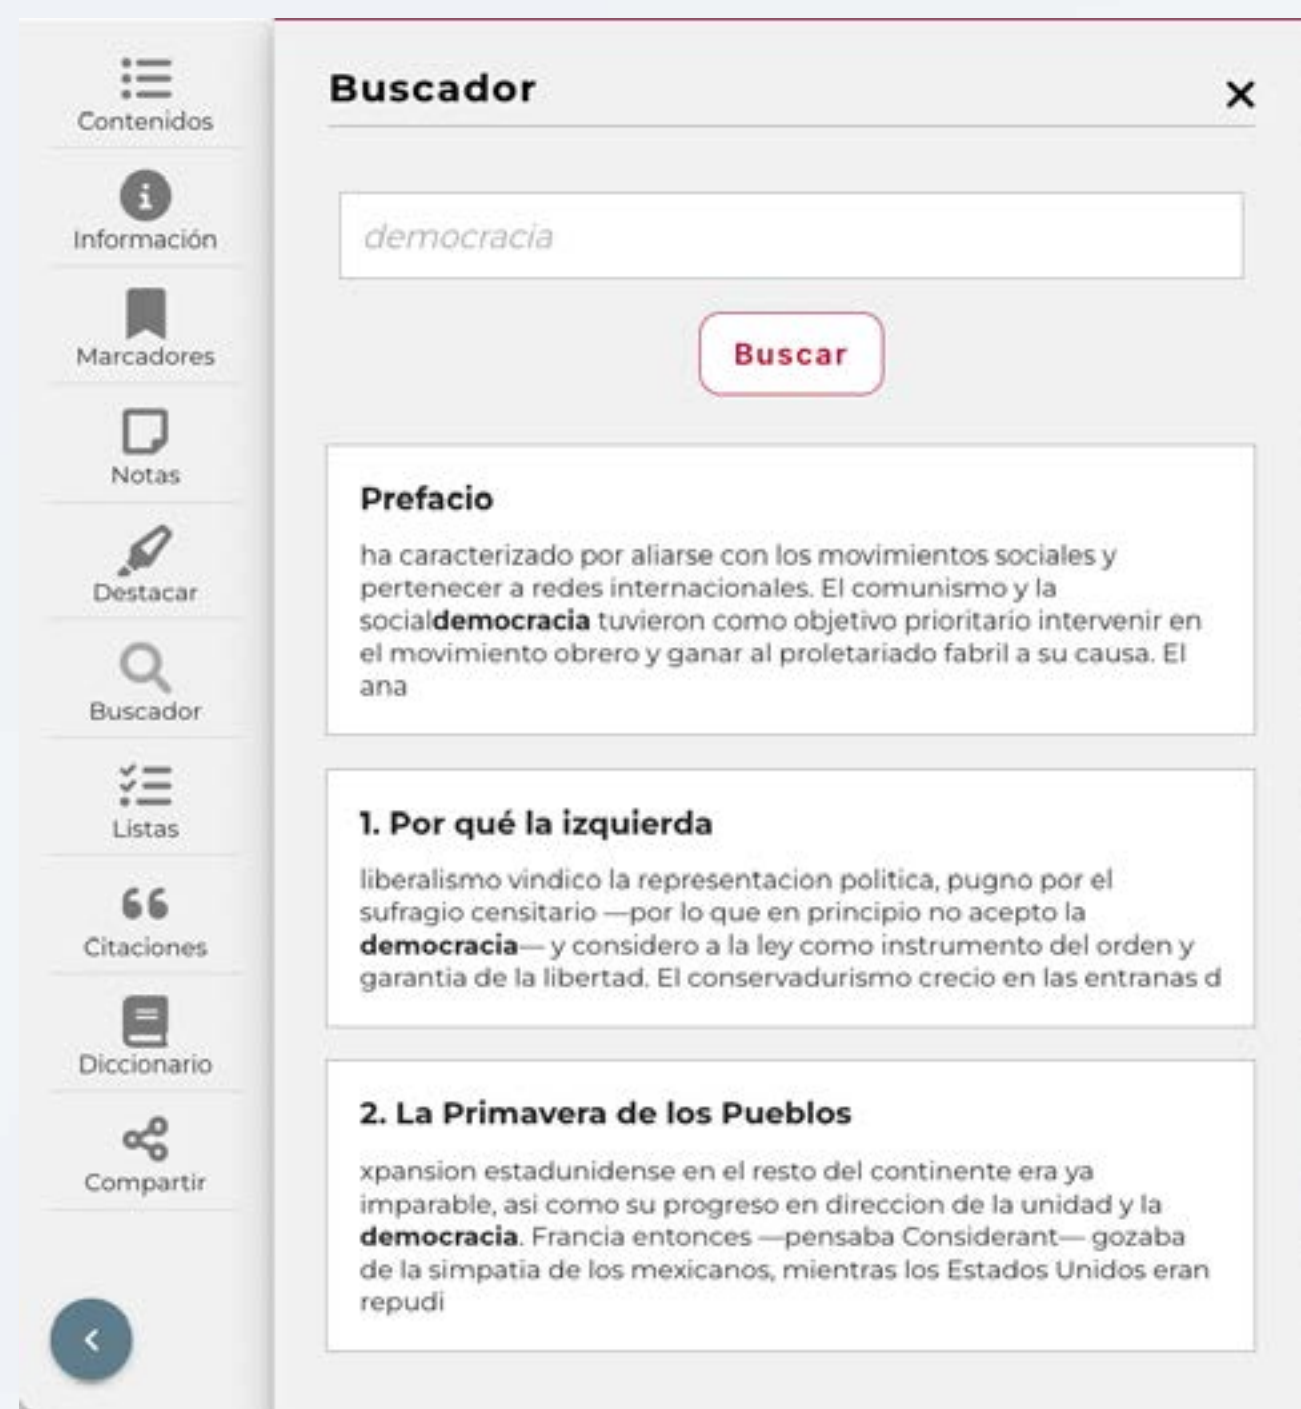 Contenidos
Información
Marcadores
Notas
Destacar
Buscador
Listas
Citaciones
Diccionario
Compartir
Buscador
democracia
Buscar
Prefacio
ha caracterizado por aliarse con los movimientos sociales y
pertenecer a redes internacionales. El comunismo y la
socialdemocracia tuvieron como objetivo prioritario intervenir en
el movimiento obrero y ganar al proletariado fabril a su causa. El
ana
1. Por qué la izquierda
liberalismo vindico la representacion politica, pugno por el
sufragio censitario —por lo que en principio no acepto la
democracia— y considero a la ley como instrumento del orden y
garantia de la libertad. El conservadurismo crecio en las entranas d
2. La Primavera de los Pueblos
xpansion estadunidense en el resto del continente era ya
imparable, asi como su progreso en direccion de la unidad y la
democracia. Francia entonces —pensaba Considerant— gozaba
de la simpatia de los mexicanos, mientras los Estados Unidos eran
repudi